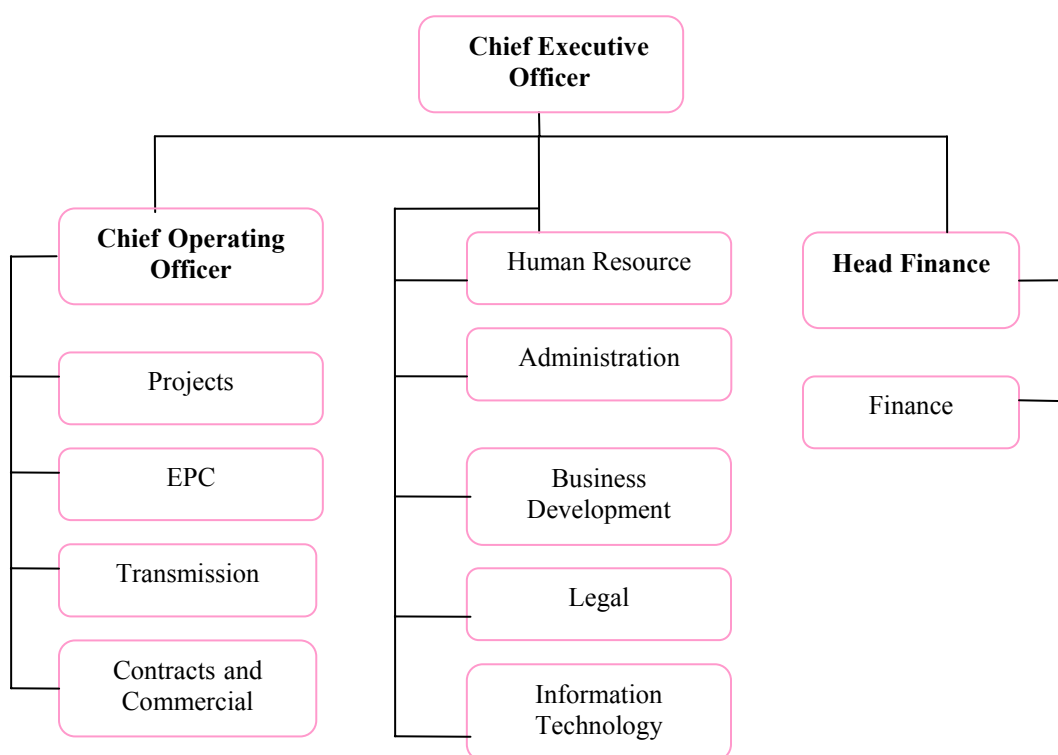 Chief Executive
Officer
Chief Operating
Officer
Projects
EPC
Transmission
Contracts and
Commercial
Human Resource
Administration
Business
Development
Legal
Information
Technology
Head Finance
Finance